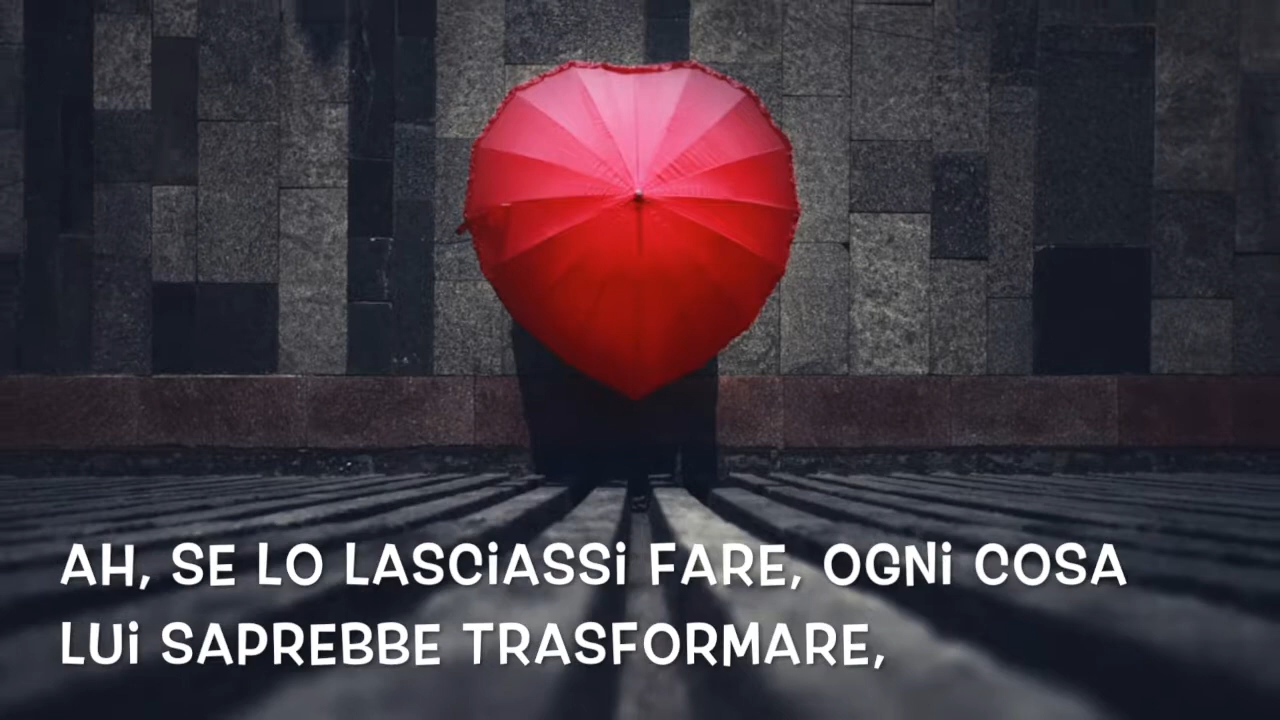 AH, SE LO LASCiASSi FARE, OGNi COSA
LUi SAPREBBE TRASFORMARE,